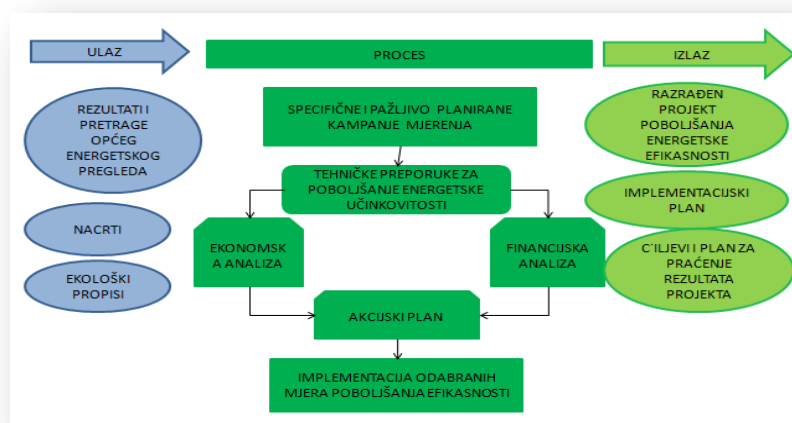 ULAZ
PROCES
IZLAZ
REZULTATI I
PRETRAGE
OPĆEG
ENERGETSKOG
PREGLEDA
NACRTI
EKOLOŠKI
PROPISI
SPECIFIČNE I PAŽLJIVO PLANIRANE
KAMPANJE MJERENJA
TEHNIČKE PREPORUKE ZA
POBOLJŠANJE ENERGETSKE
UČINKOVITOSTI
EKONOMSK
A ANALIZA
FINANCIJSKA
ANALIZA
AKCIJSKI PLAN
IMPLEMENTACIJA ODABRANIH
MJERA POBOLJŠANJA EFIKASNOSTI
RAZRAĐEN
PROJEKT
POBOLJŠANJA
ENERGETSKE
EFIKASNOSTI
IMPLEMENTACIJSKI
PLAN
C˙ILJEVI I PLAN ZA
PRAĆENJE
REZULTATA
PROJEKTA